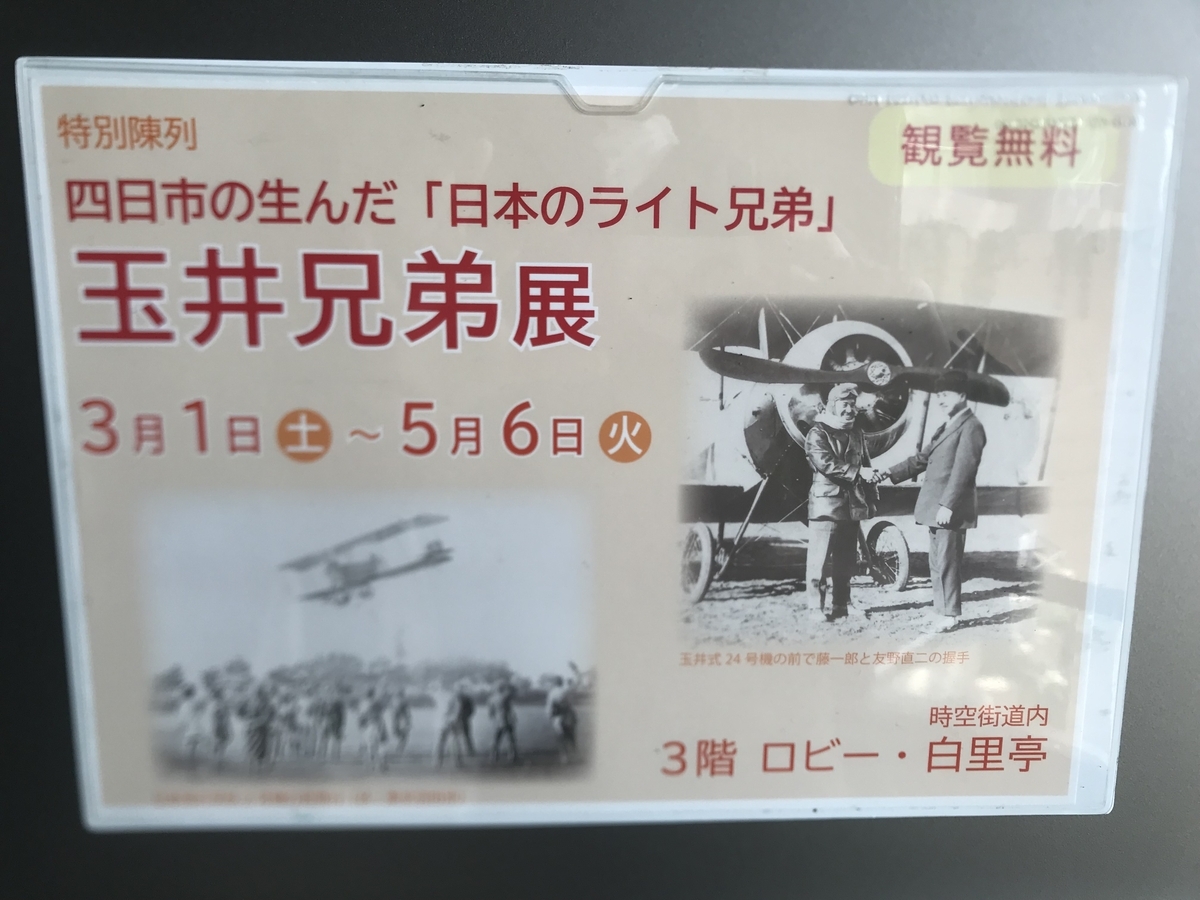 特別陳列
観覧無料
四日市の生んだ「日本のライト兄弟」
玉井兄弟展
3月1日土～5月6日火
玉井式24号機の前で藤一郎と友野直二の握手
時空街道内
3階 ロビー・白里亭